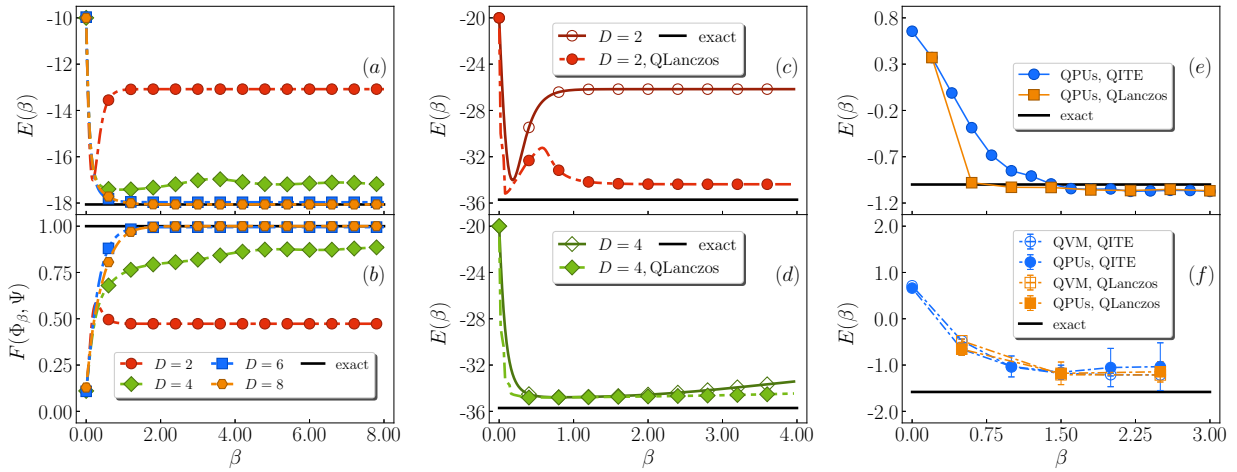 -10
-12
-14
-16
-18
E(β)
(a)
1.00
0.75
0.50
0.25
0.00
F(Φβ, Ψ)
(b)
D = 2
D = 6
exact
D = 4
D = 8
0.00 2.00 4.00 6.00 8.00
β
-20
-24
-28
-32
-36
E(β)
(c)
D = 2
exact
D = 2, QLanczos
-20
-24
-28
-32
-36
E(β)
(d)
D = 4
exact
D = 4, QLanczos
0.00 1.00 2.00 3.00 4.00
β
0.8
0.3
-0.2
-0.7
-1.2
E(β)
(e)
QPUs, QITE
QPUs, QLanczos
exact
2.0
1.0
0.0
-1.0
-2.0
E(β)
(f)
QVM, QITE
QPUs, QITE
QVM, QLanczos
QPUs, QLanczos
exact
0.00 0.75 1.50 2.25 3.00
β